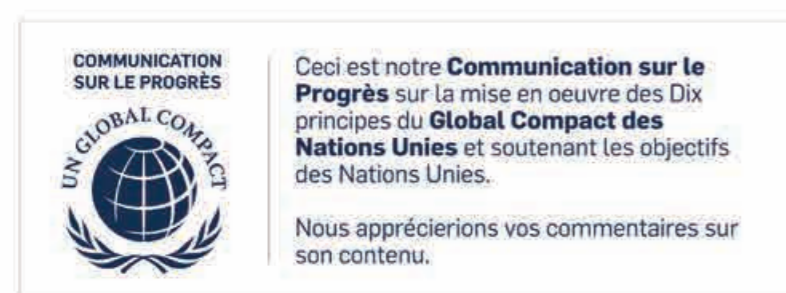 COMMUNICATION
SUR LE PROGRÈS
UN GLOBAL COMPACT
Ceci est notre Communication sur le
Progrès sur la mise en oeuvre des Dix
principes du Global Compact des
Nations Unies et soutenant les objectifs
des Nations Unies.
Nous apprécierions vos commentaires sur
son contenu.